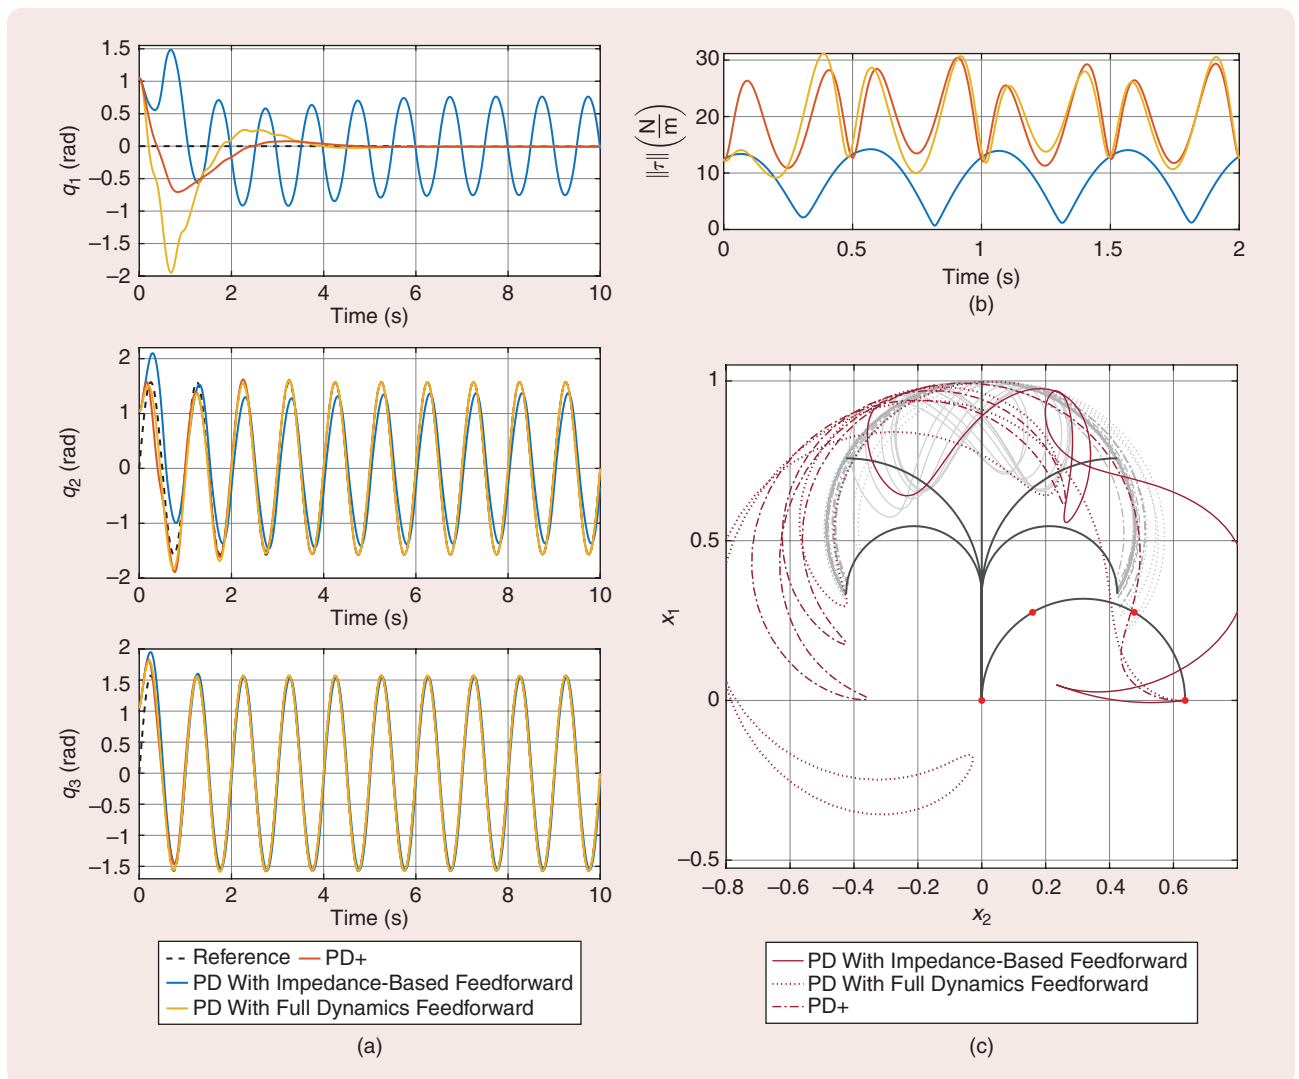 1.5
1
0.5
0
–0.5
–1
–1.5
–2
q1 (rad)
0 2 4 6 8 10
Time (s)
2
1
0
–1
–2
q2 (rad)
0 2 4 6 8 10
Time (s)
2
1.5
1
0.5
0
–0.5
–1
–1.5
q3 (rad)
0 2 4 6 8 10
Time (s)
Reference PD+
PD With Impedance-Based Feedforward
PD With Full Dynamics Feedforward
(a)
30
20
10
0
||τ|| (N/m)
0 0.5 1 1.5 2
Time (s)
(b)
1
0.5
0
–0.5
x1
–0.8 –0.6 –0.4 –0.2 0 0.2 0.4 0.6
x2
PD With Impedance-Based Feedforward
PD With Full Dynamics Feedforward
PD+
(c)